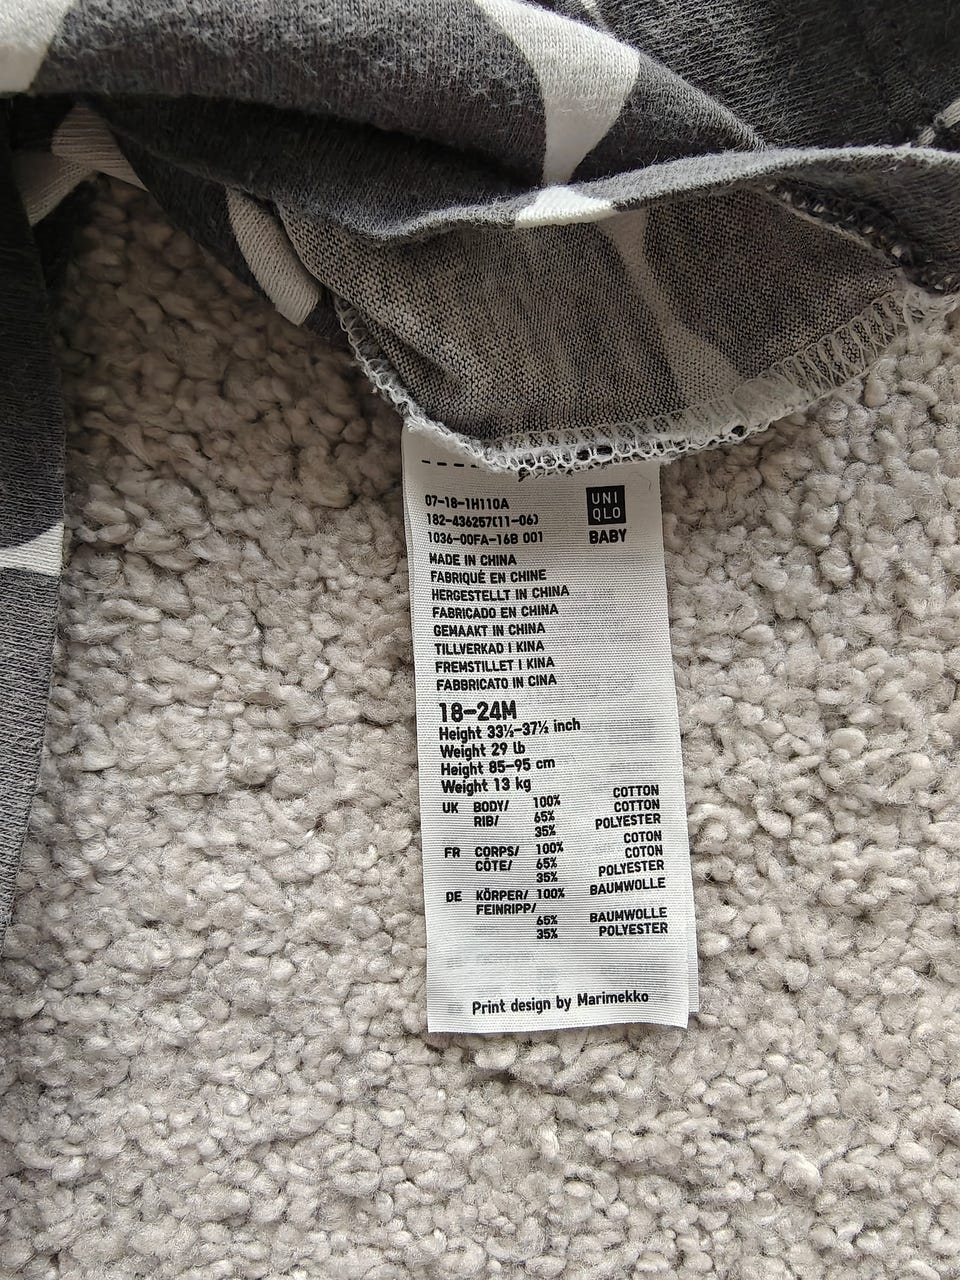 07-18-1H110A
182-436257(11-06)
1036-00FA-16B 001
UNI
QLO
BABY
MADE IN CHINA
FABRIQUÉ EN CHINE
HERGESTELLT IN CHINA
FABRICADO EN CHINA
GEMAAKT IN CHINA
TILLVERKAD I KINA
FREMSTILLET I KINA
FABBRICATO IN CINA
18-24M
Height 33½-37½ inch
Weight 29 lb
Height 85-95 cm
Weight 13 kg
UK BODY/ 100% COTTON
RIB/ 65% COTTON
35% POLYESTER
FR CORPS/ 100% COTON
CÔTE/ 65% COTON
35% POLYESTER
DE KÖRPER/ 100% BAUMWOLLE
FEINRIPP/
65% BAUMWOLLE
35% POLYESTER
Print design by Marimekko